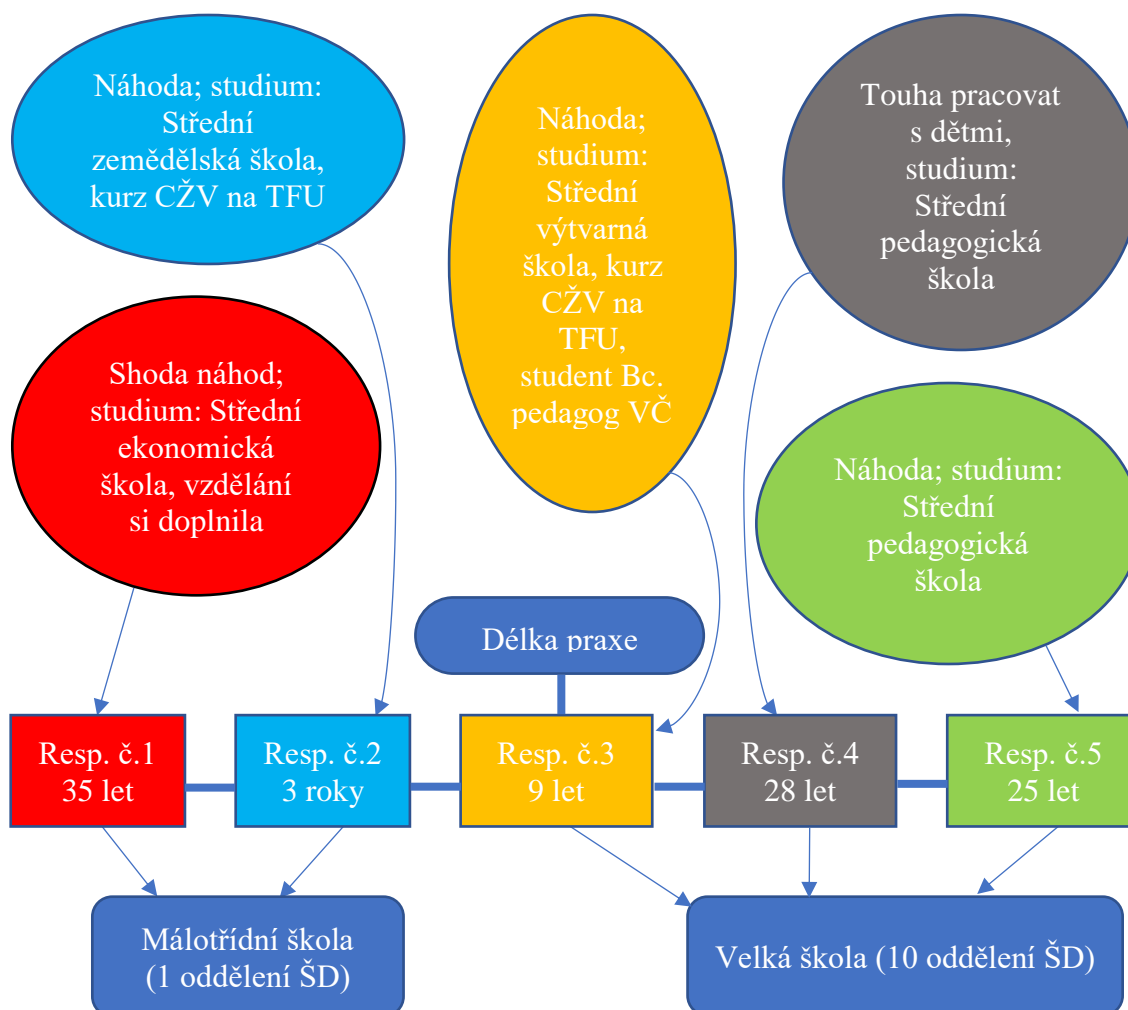 Náhoda; studium:
Střední
zemědělská škola,
kurz CŽV na TFU
Náhoda;
studium:
Střední
výtvarná
škola, kurz
CŽV na
TFU,
student Bc.
pedagog VČ
Touha pracovat
s dětmi,
studium:
Střední
pedagogická
škola
Shoda náhod;
studium: Střední
ekonomická
škola, vzdělání
si doplnila
Náhoda; studium:
Střední
pedagogická
škola
Délka praxe
Resp. č.1
35 let
Resp. č.2
3 roky
Resp. č.3
9 let
Resp. č.4
28 let
Resp. č.5
25 let
Málotřídní škola
(1 oddělení ŠD)
Velká škola (10 oddělení ŠD)